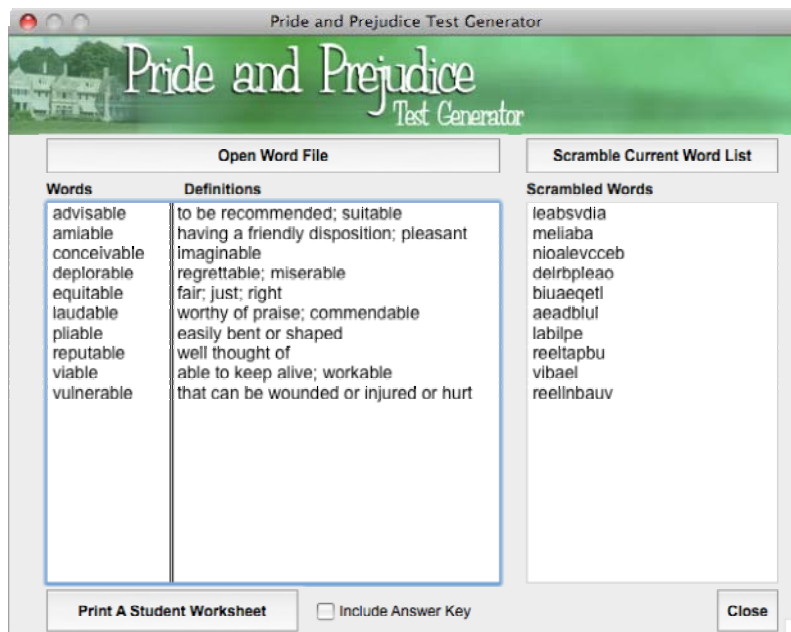 Pride and Prejudice Test Generator
Pride and Prejudice
Test Generator
Open Word File Scramble Current Word List
Words Definitions Scrambled Words
advisable to be recommended; suitable leabsvdia
amiable having a friendly disposition; pleasant meliaba
conceivable imaginable nioalevcceb
deplorable regrettable; miserable delrbpleao
equitable fair; just; right biuaeqetl
laudable worthy of praise; commendable aeadblul
pliable easily bent or shaped labilpe
reputable well thought of reeltapbu
viable able to keep alive; workable vibael
vulnerable that can be wounded or injured or hurt reellnbauv
Print A Student Worksheet Include Answer Key Close